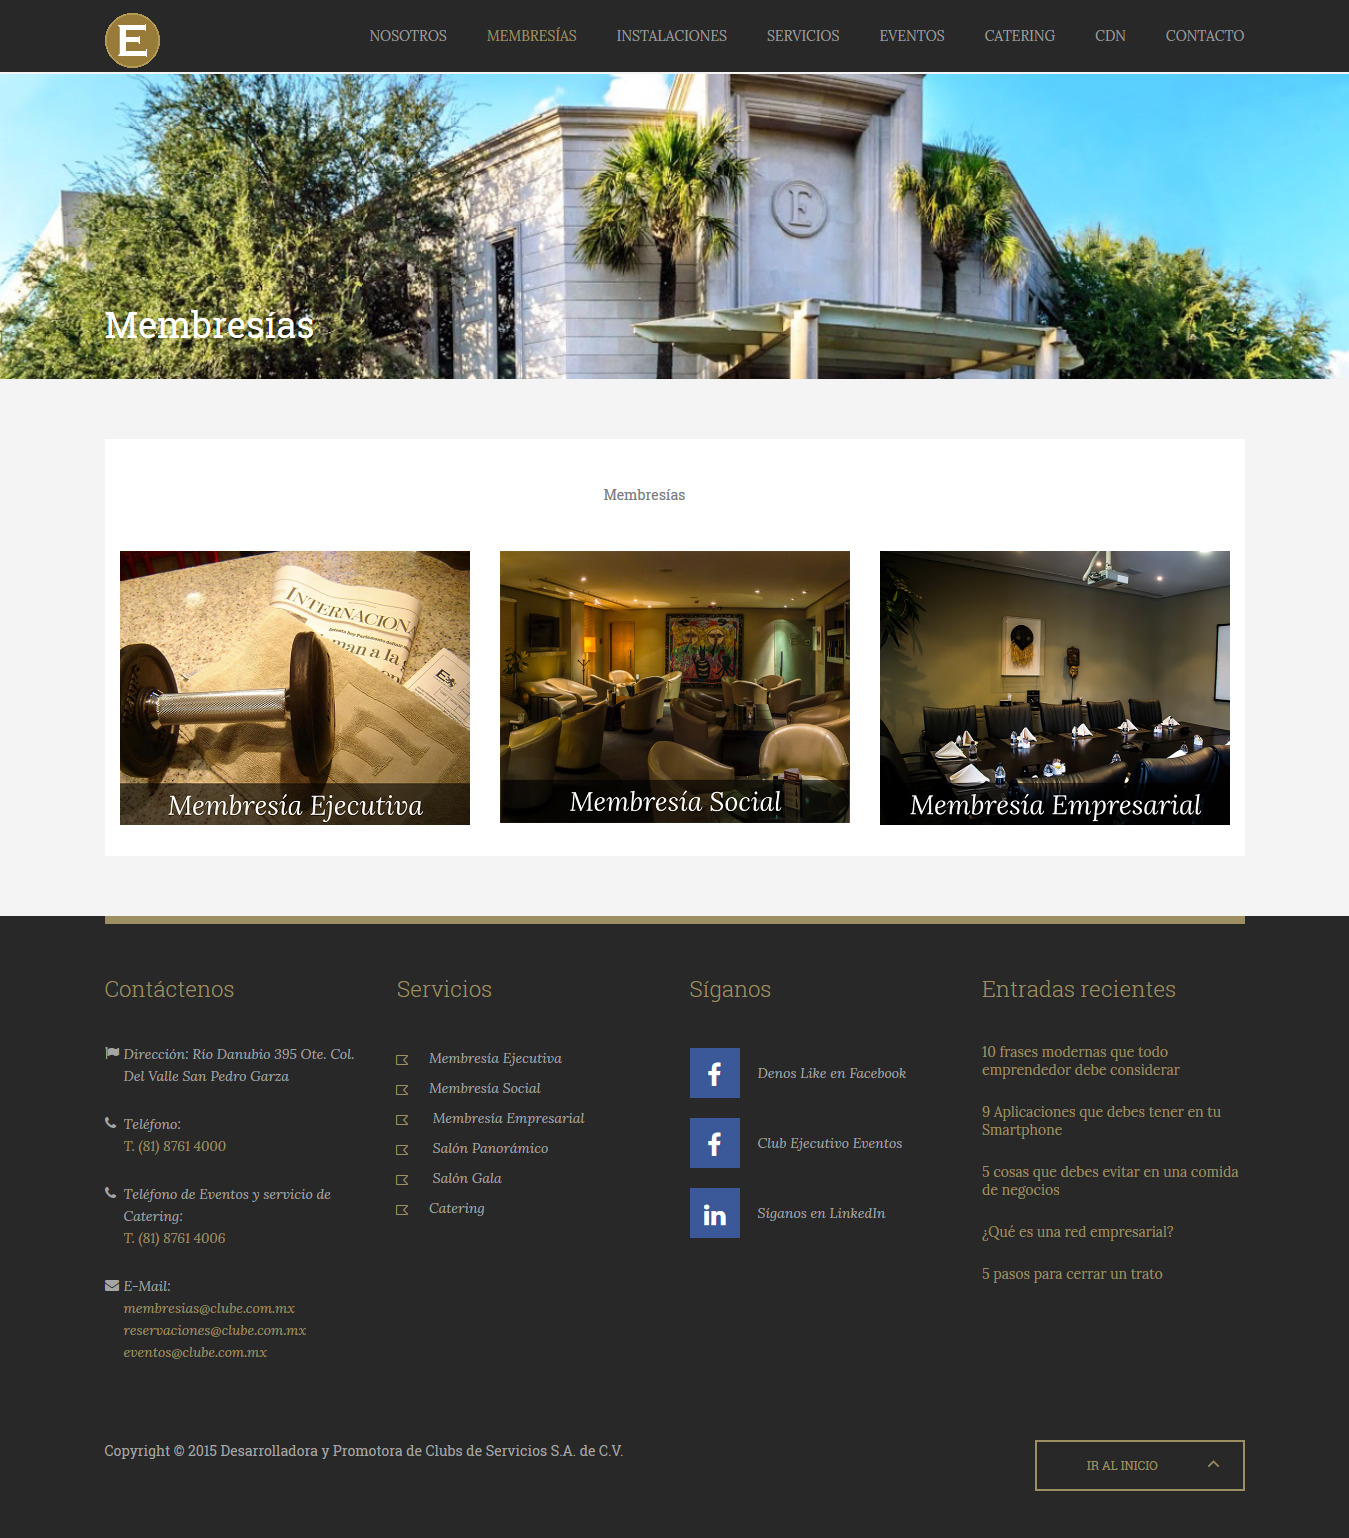 E
NOSOTROS
MEMBRESÍAS
INSTALACIONES
SERVICIOS
EVENTOS
CATERING
CDN
CONTACTO
E
Membresías
Membresías
INTERNACIONA
E
Membresía Ejecutiva
Membresía Social
Membresía Empresarial
Contáctenos
Dirección: Río Danubio 395 Ote. Col.
Del Valle San Pedro Garza
Teléfono:
T. (81) 8761 4000
Teléfono de Eventos y servicio de
Catering:
T. (81) 8761 4006
E-Mail:
membresias@clube.com.mx
reservaciones@clube.com.mx
eventos@clube.com.mx
Servicios
Membresía Ejecutiva
Membresía Social
Membresía Empresarial
Salón Panorámico
Salón Gala
Catering
Síganos
Denos Like en Facebook
Club Ejecutivo Eventos
Síganos en LinkedIn
Entradas recientes
10 frases modernas que todo
emprendedor debe considerar
9 Aplicaciones que debes tener en tu
Smartphone
5 cosas que debes evitar en una comida
de negocios
¿Qué es una red empresarial?
5 pasos para cerrar un trato
Copyright © 2015 Desarrolladora y Promotora de Clubs de Servicios S.A. de C.V.
IR AL INICIO